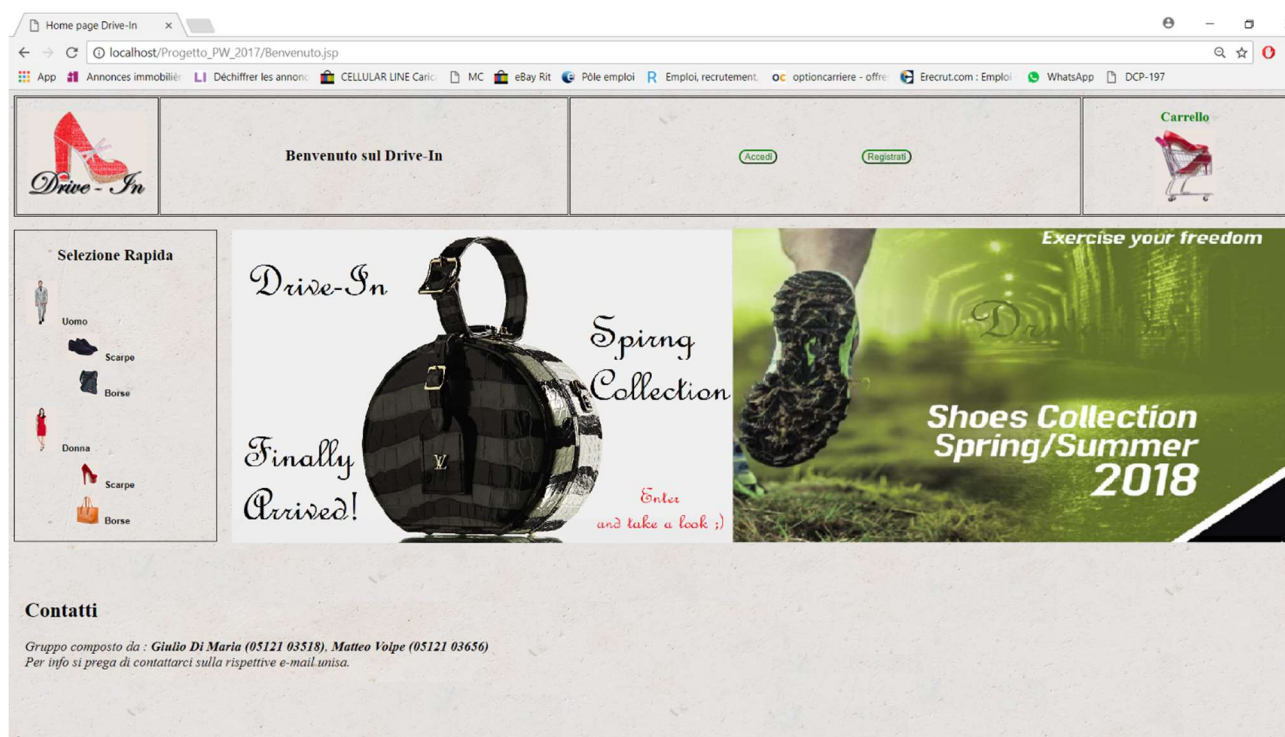 Home page Drive-In
localhost/Progetto_PW_2017/Benvenuto.jsp
App Annonces immobilièr LI Déchiffrer les annonc CELLULAR LINE Caric MC eBay Rit Pôle emploi R Emploi, recrutement, oc optioncarriere - offre Erecrut.com : Emploi WhatsApp DCP-197
Drive - In
Benvenuto sul Drive-In
Accedi
Registrati
Carrello
Selezione Rapida
Uomo
Scarpe
Borse
Donna
Scarpe
Borse
Drive-In
Spirng
Collection
Finally
Arrived!
LV
Enter
and take a look ;)
Exercise your freedom
Shoes Collection
Spring/Summer
2018
Contatti
Gruppo composto da : Giulio Di Maria (05121 03518), Matteo Volpe (05121 03656)
Per info si prega di contattarci sulla rispettive e-mail unisa.